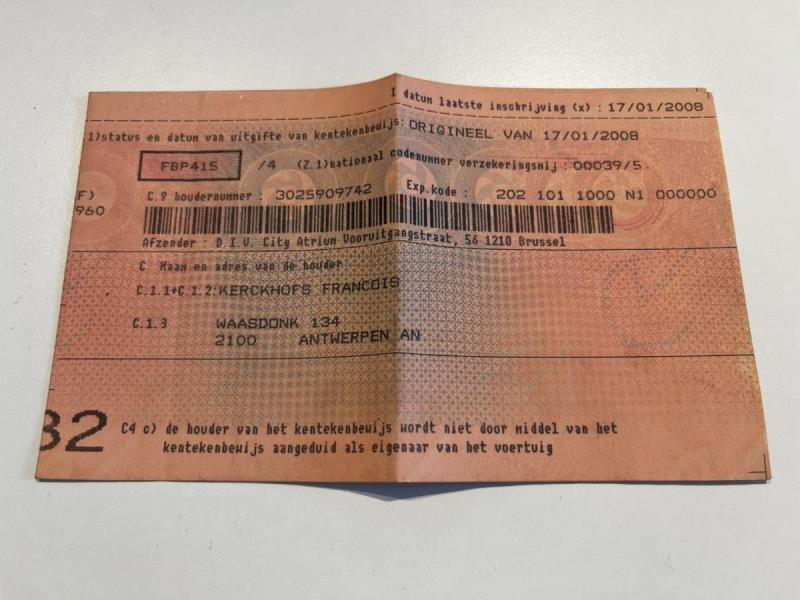 I datum laatste inschrijving (x) : 17/01/2008
1)status en datum van uitgifte van kentekenbewijs: ORIGINEEL VAN 17/01/2008
FBP415 /4 (Z.1)nationaal codenummer verzekeringsmij : 00039/5
F) C.9 houdernummer : 3025909742 Exp.kode : 202 101 1000 N1 000000
960
Afzender : D.I.V. City Atrium Vooruitgangstraat, 56 1210 Brussel
C Naam en adres van de houder
C.1.1+C.1.2: KERCKHOFS FRANCOIS
C.1.3 WAASDONK 134
2100 ANTWERPEN AN
32 C4 c) de houder van het kentekenbewijs wordt niet door middel van het
kentekenbewijs aangeduid als eigenaar van het voertuig